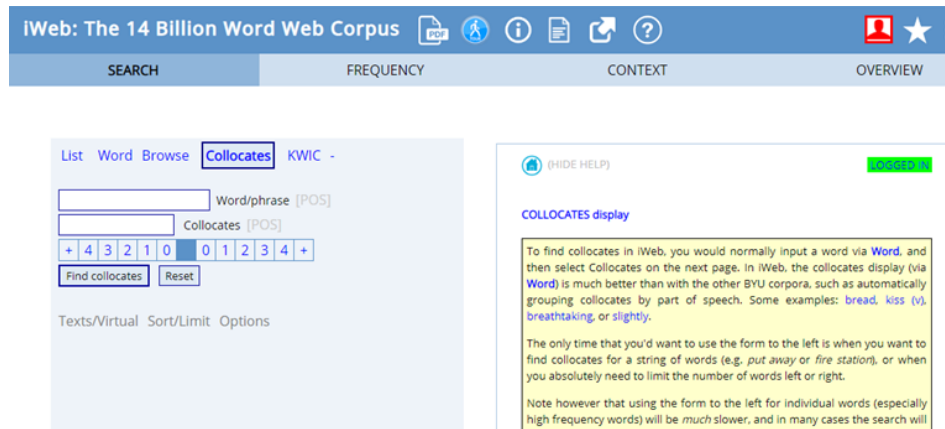 iWeb: The 14 Billion Word Web Corpus PDF
SEARCH FREQUENCY CONTEXT OVERVIEW
List Word Browse Collocates KWIC -
Word/phrase [POS]
Collocates [POS]
+ 4 3 2 1 0 0 1 2 3 4 +
Find collocates Reset
Texts/Virtual Sort/Limit Options
(HIDE HELP) LOGGED IN
COLLOCATES display
To find collocates in iWeb, you would normally input a word via Word, and
then select Collocates on the next page. In iWeb, the collocates display (via
Word) is much better than with the other BYU corpora, such as automatically
grouping collocates by part of speech. Some examples: bread, kiss (v),
breathtaking, or slightly.
The only time that you'd want to use the form to the left is when you want to
find collocates for a string of words (e.g. put away or fire station), or when
you absolutely need to limit the number of words left or right.
Note however that using the form to the left for individual words (especially
high frequency words) will be much slower, and in many cases the search will